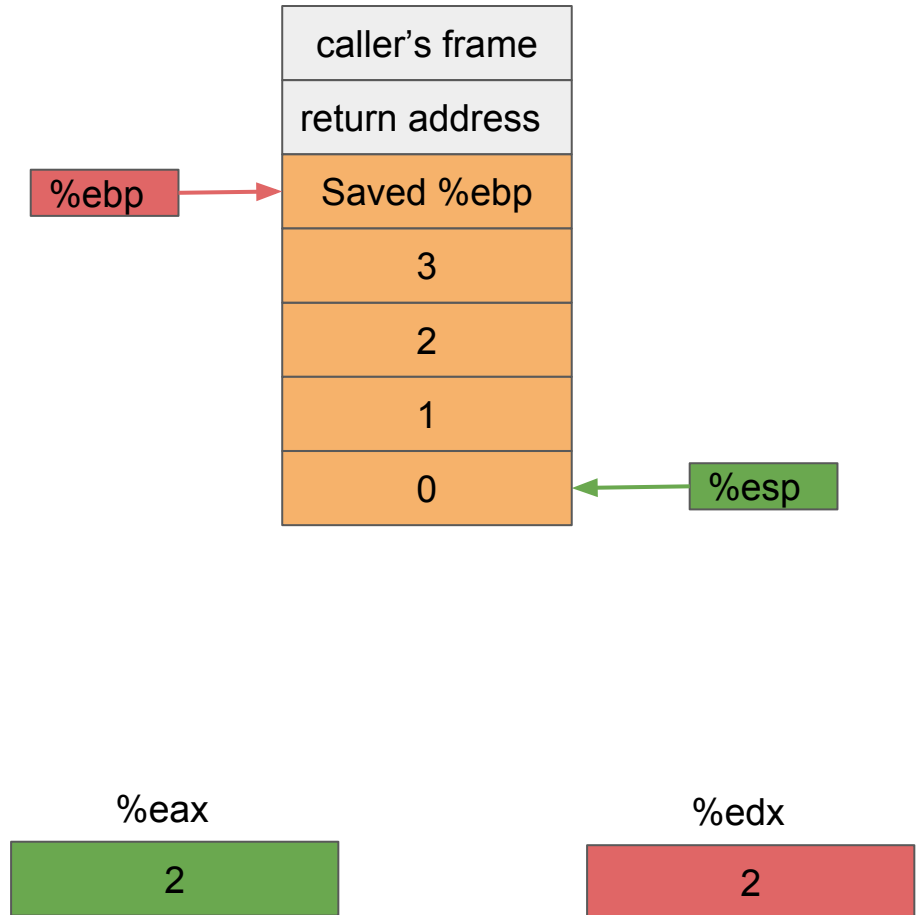 caller’s frame
return address
%ebp
Saved %ebp
3
2
1
0
%esp
%eax
%edx
2
2